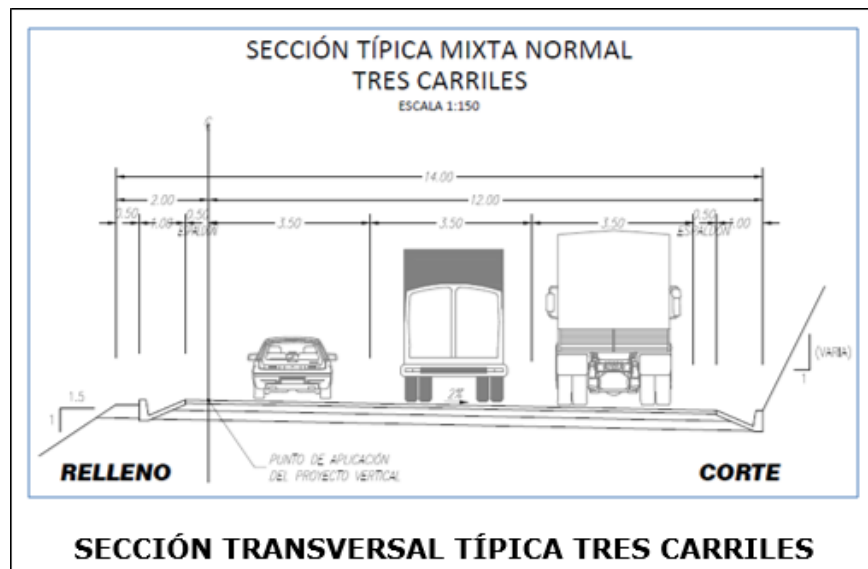 SECCIÓN TÍPICA MIXTA NORMAL
TRES CARRILES
ESCALA 1:150
14.00
2.00
12.00
0.50
1.00
0.50
ESPALDON
3.50
3.50
3.50
0.50
ESPALDON
1.00
1.5
1
2%
(VARIA)
1
PUNTO DE APLICACIÓN
DEL PROYECTO VERTICAL
RELLENO
CORTE
SECCIÓN TRANSVERSAL TÍPICA TRES CARRILES